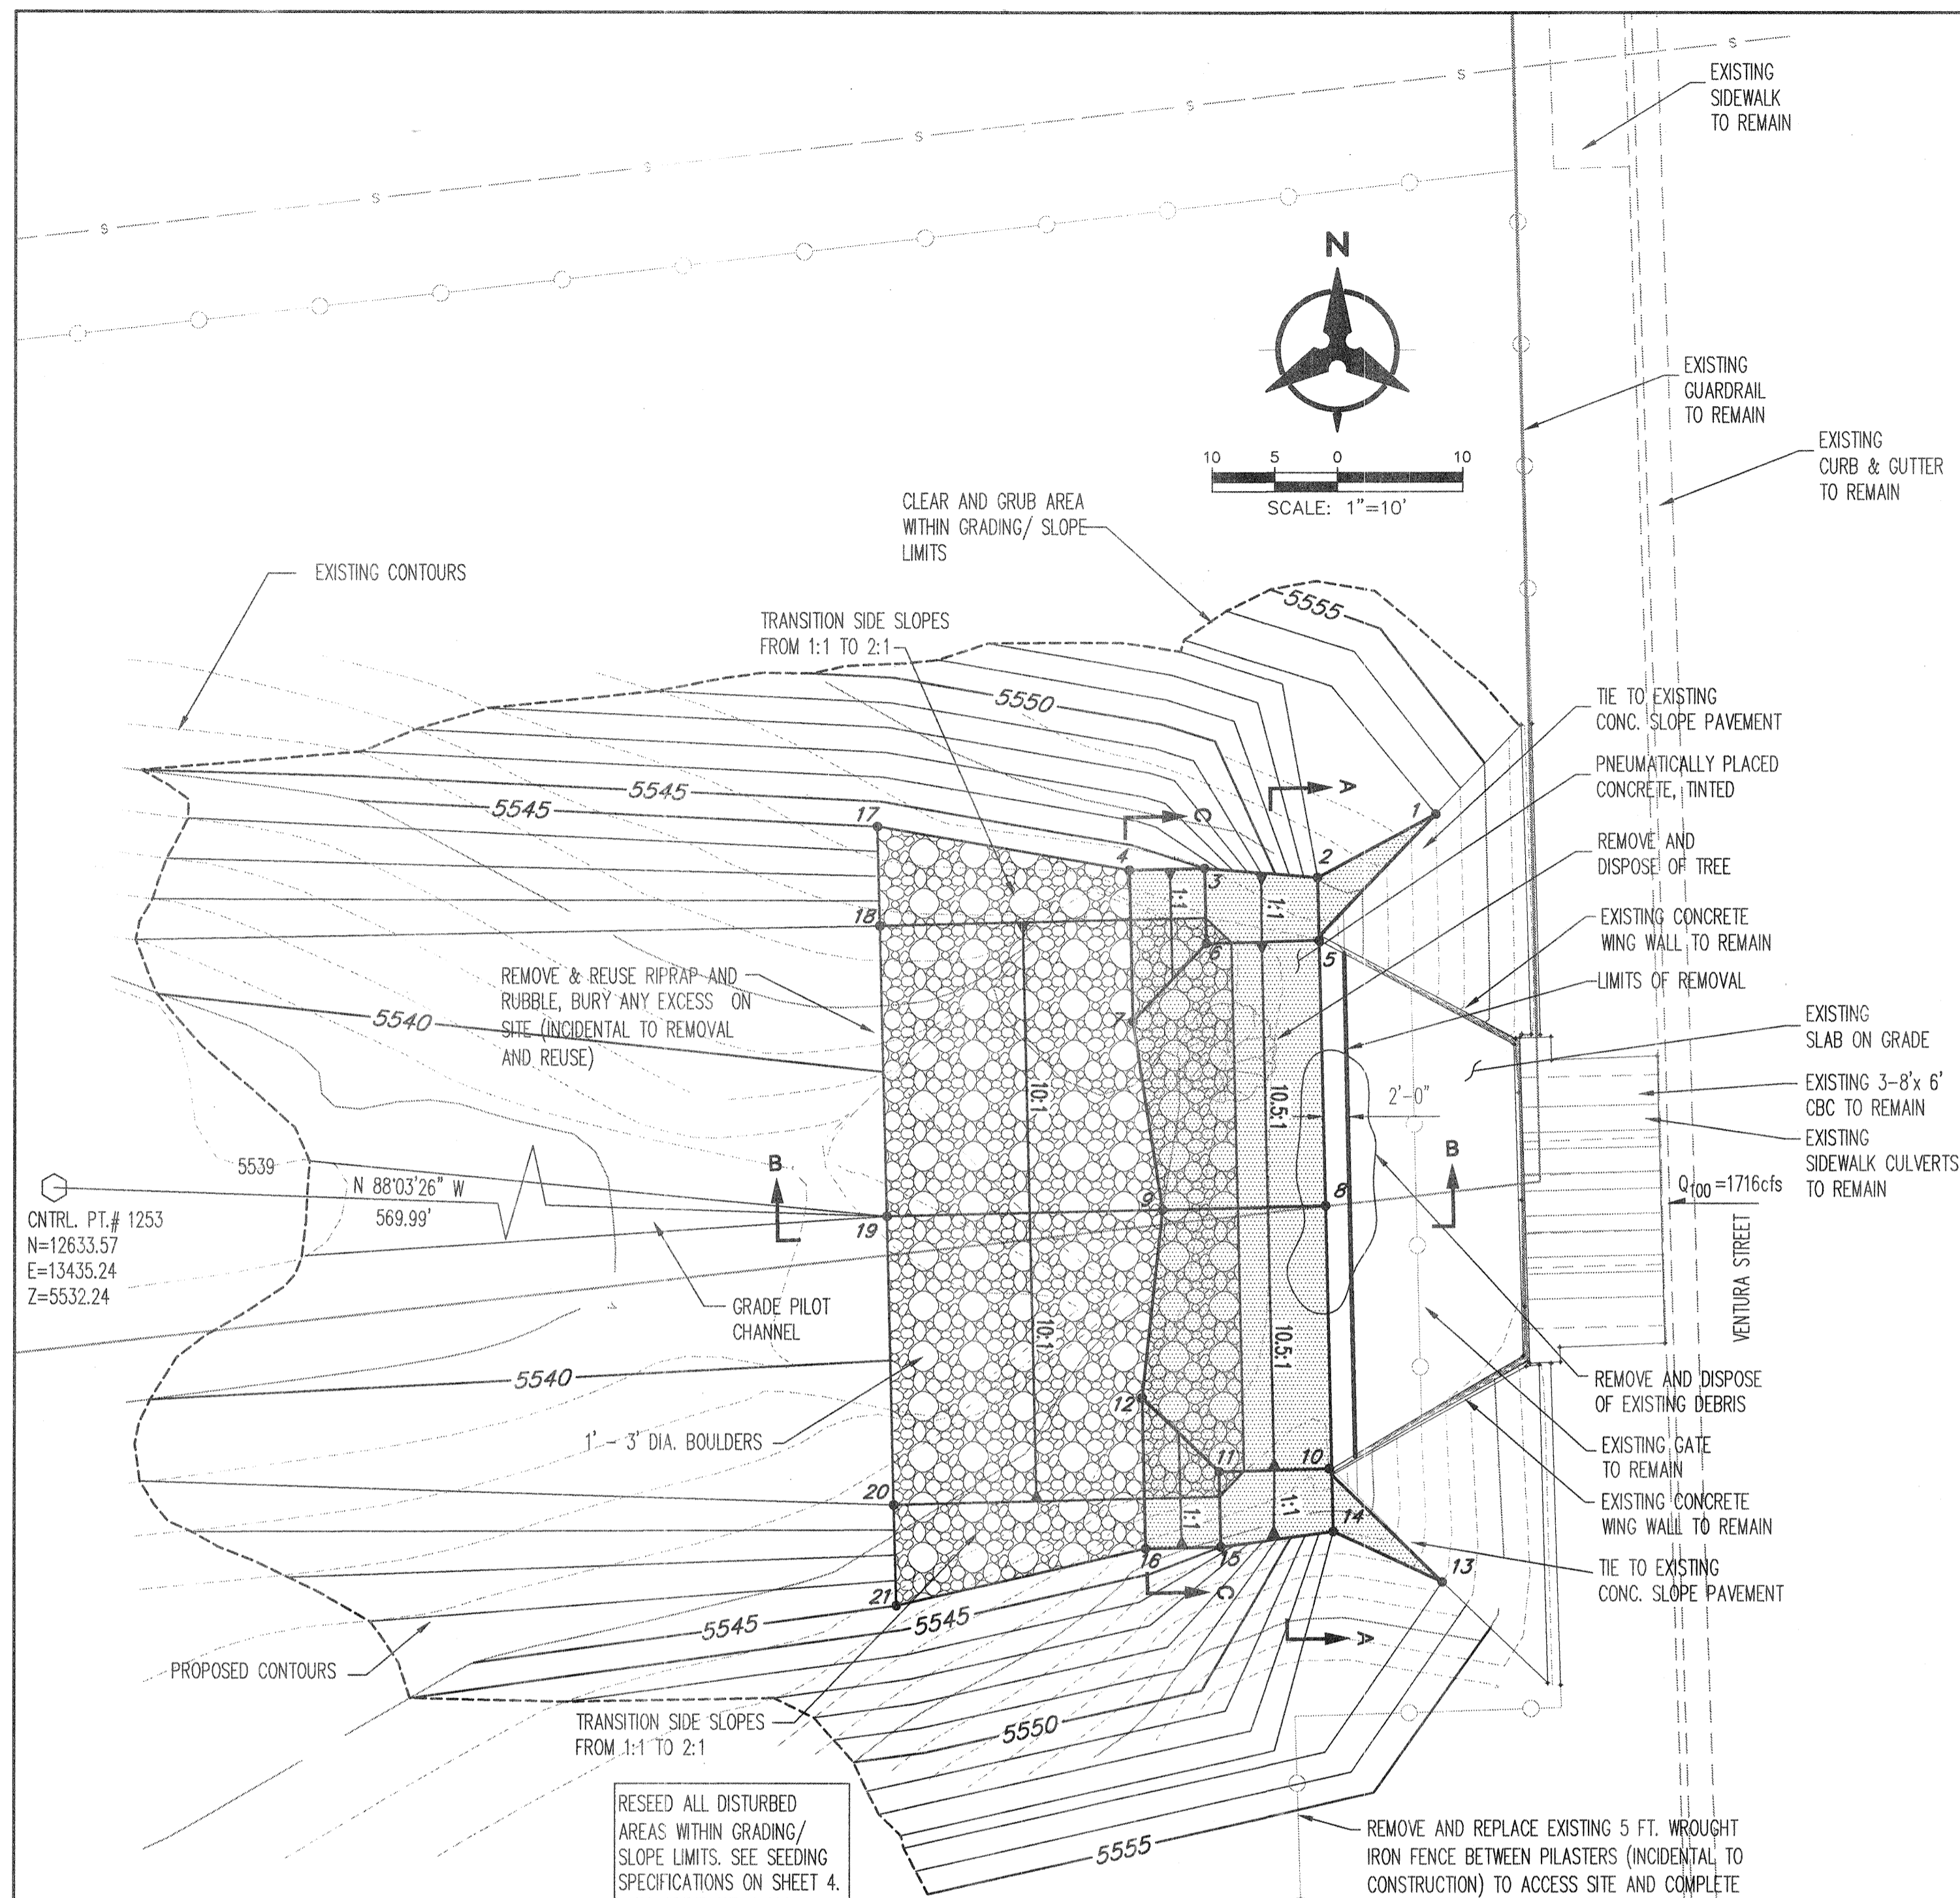 S
S
S
S
S
S
S
EXISTING
SIDEWALK
TO REMAIN
N
10 5 0 10
SCALE: 1"=10'
EXISTING
GUARDRAIL
TO REMAIN
EXISTING
CURB & GUTTER
TO REMAIN
CLEAR AND GRUB AREA
WITHIN GRADING/ SLOPE
LIMITS
EXISTING CONTOURS
TRANSITION SIDE SLOPES
FROM 1:1 TO 2:1
5555
5550
5545
5545
TIE TO EXISTING
CONC. SLOPE PAVEMENT
PNEUMATICALLY PLACED
CONCRETE, TINTED
REMOVE AND
DISPOSE OF TREE
EXISTING CONCRETE
WING WALL TO REMAIN
LIMITS OF REMOVAL
EXISTING
SLAB ON GRADE
EXISTING 3-8'x 6'
CBC TO REMAIN
EXISTING
SIDEWALK CULVERTS
TO REMAIN
Q100=1716cfs
VENTURA STREET
A
C
1
2
3
4
17
18
5
6
7
1:1
1:1
REMOVE & REUSE RIPRAP AND
RUBBLE, BURY ANY EXCESS ON
SITE (INCIDENTAL TO REMOVAL
AND REUSE)
5540
10:1
10.5:1
2'-0"
5539
N 88°03'26" W
569.99'
CNTRL. PT.# 1253
N=12633.57
E=13435.24
Z=5532.24
B
B
19
9
8
GRADE PILOT
CHANNEL
10:1
10.5:1
5540
12
1' - 3' DIA. BOULDERS
11
10
20
1:1
1:1
14
13
16
15
21
C
A
REMOVE AND DISPOSE
OF EXISTING DEBRIS
EXISTING GATE
TO REMAIN
EXISTING CONCRETE
WING WALL TO REMAIN
TIE TO EXISTING
CONC. SLOPE PAVEMENT
5545
5545
PROPOSED CONTOURS
TRANSITION SIDE SLOPES
FROM 1:1 TO 2:1
5550
5555
RESEED ALL DISTURBED
AREAS WITHIN GRADING/
SLOPE LIMITS. SEE SEEDING
SPECIFICATIONS ON SHEET 4.
REMOVE AND REPLACE EXISTING 5 FT. WROUGHT
IRON FENCE BETWEEN PILASTERS (INCIDENTAL TO
CONSTRUCTION) TO ACCESS SITE AND COMPLETE